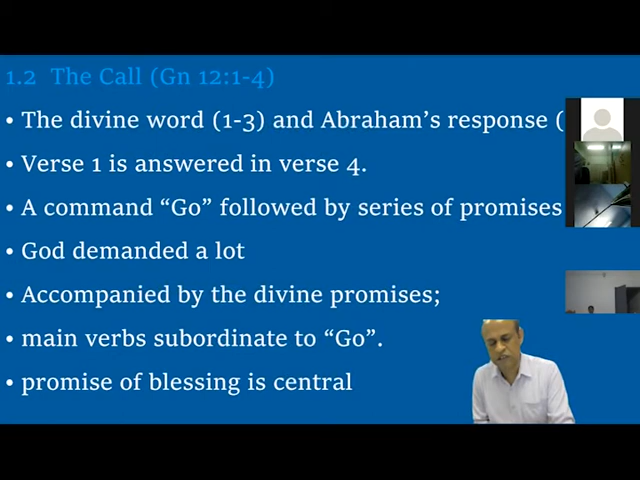 1.2 The Call (Gn 12:1-4)
• The divine word (1-3) and Abraham’s response (
• Verse 1 is answered in verse 4.
• A command “Go” followed by series of promises
• God demanded a lot
• Accompanied by the divine promises;
• main verbs subordinate to “Go”.
• promise of blessing is central